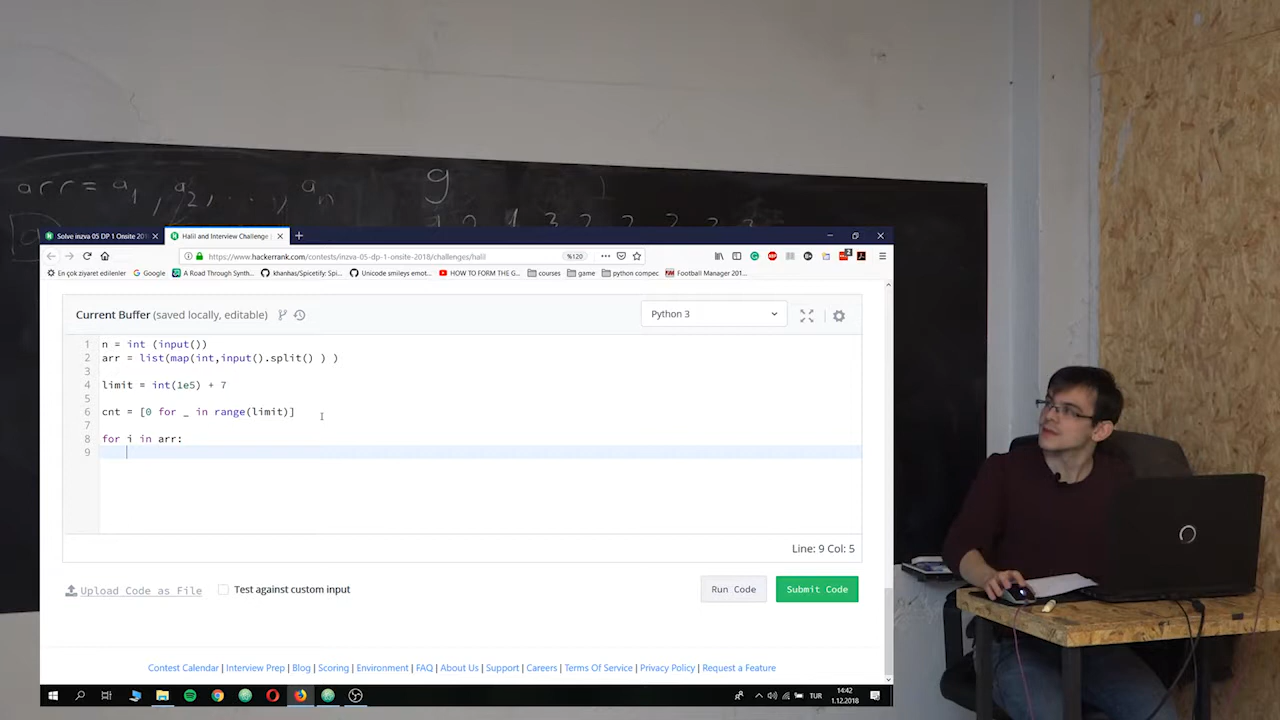 arr = a1, a2, ..., an
g
Solve inzva 05 DP 1 Onsite 201
Halil and Interview Challenge
https://www.hackerrank.com/contests/inzva-05-dp-1-onsite-2018/challenges/halil
%120
En çok ziyaret edilenler
Google
A Road Through Synth...
khanhas/Spicetify: Spi...
Unicode smileys emot...
HOW TO FORM THE G...
courses
game
python compec
Football Manager 201...
Current Buffer (saved locally, editable)
Python 3
1 n = int (input())
2 arr = list(map(int,input().split() ) )
3
4 limit = int(1e5) + 7
5
6 cnt = [0 for _ in range(limit)]
7
8 for i in arr:
9
Line: 9 Col: 5
Upload Code as File
Test against custom input
Run Code
Submit Code
Contest Calendar | Interview Prep | Blog | Scoring | Environment | FAQ | About Us | Support | Careers | Terms Of Service | Privacy Policy | Request a Feature
TUR
14:42
1.12.2018